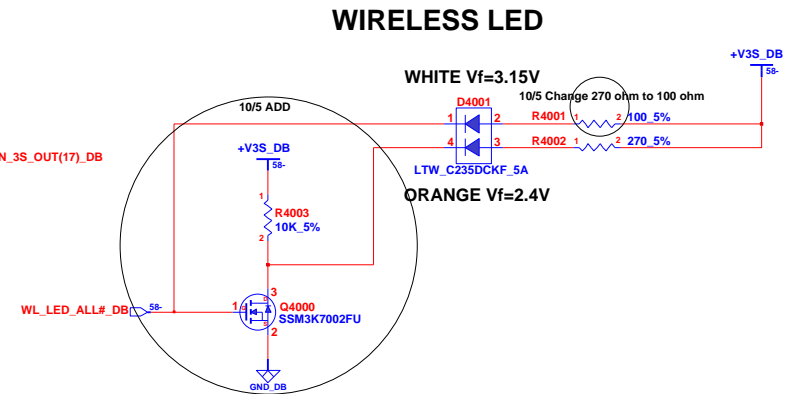 WIRELESS LED
+V3S_DB
58-
WHITE Vf=3.15V
10/5 Change 270 ohm to 100 ohm
10/5 ADD
D4001
1 2 R4001 1 2 100_5%
4 3 R4002 1 2 270_5%
LTW_C235DCKF_5A
ORANGE Vf=2.4V
N_3S_OUT(17)_DB
+V3S_DB
58-
1
R4003
10K_5%
2
3
WL_LED_ALL#_DB 58- 1 Q4000
SSM3K7002FU
2
GND_DB